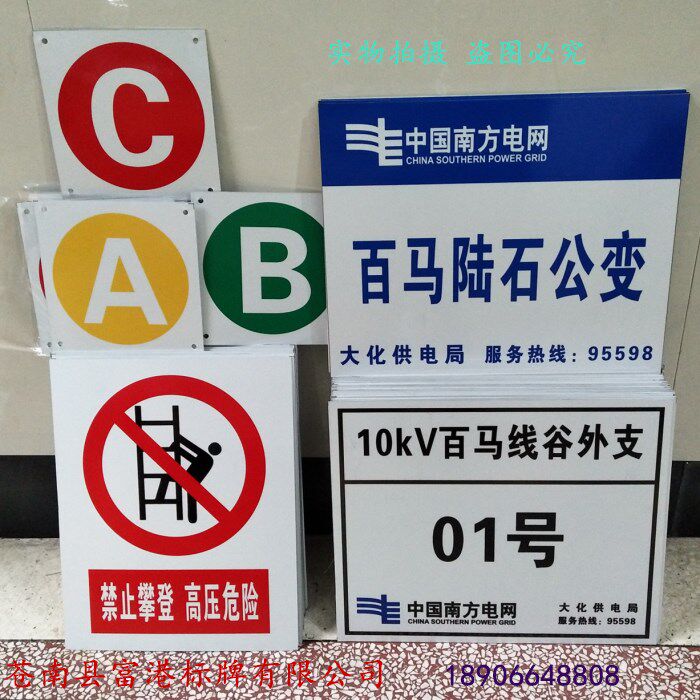 实物拍摄 盗图必究
C
A
B
中国南方电网
CHINA SOUTHERN POWER GRID
百马陆石公变
大化供电局 服务热线：95598
禁止攀登 高压危险
10kV百马线谷外支
01号
中国南方电网
CHINA SOUTHERN POWER GRID
大化供电局
服务热线：95598
苍南县富港标牌有限公司 18906648808